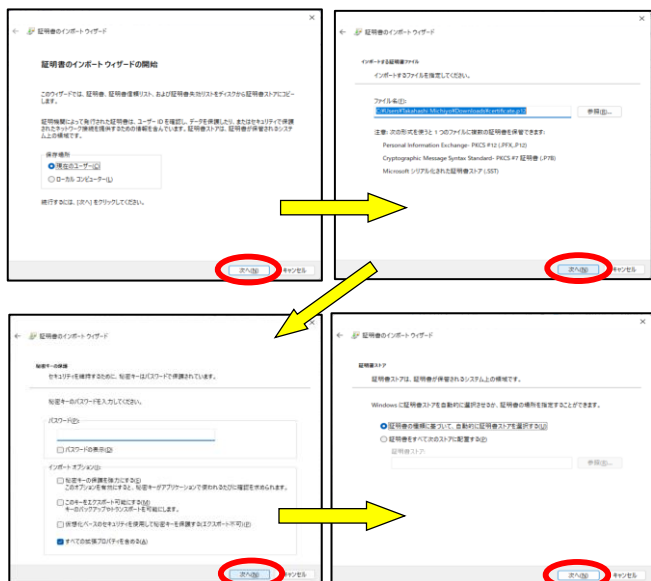 ← 証明書のインポート ウィザード
証明書のインポート ウィザードの開始
このウィザードでは、証明書、証明書信頼リスト、および証明書失効リストをディスクから証明書ストアにコピー
します。
証明機関によって発行された証明書は、ユーザー ID を確認し、データを保護したり、またはセキュリティで保護
されたネットワーク接続を提供するための情報を含んでいます。証明書ストアは、証明書が保管されるシステ
ム上の領域です。
保存場所
現在のユーザー(C)
ローカル コンピューター(L)
続行するには、[次へ] をクリックしてください。
次へ(N) キャンセル
← 証明書のインポート ウィザード
インポートする証明書ファイル
インポートするファイルを指定してください。
ファイル名(F):
C:¥Users¥Takahashi Michiyo¥Downloads¥certificate.p12
参照(R)...
注意: 次の形式を使うと 1 つのファイルに複数の証明書を保管できます:
Personal Information Exchange- PKCS #12 (.PFX,.P12)
Cryptographic Message Syntax Standard- PKCS #7 証明書 (.P7B)
Microsoft シリアル化された証明書ストア (.SST)
次へ(N) キャンセル
← 証明書のインポート ウィザード
秘密キーの保護
セキュリティを維持するために、秘密キーはパスワードで保護されています。
秘密キーのパスワードを入力してください。
パスワード(P):
パスワードの表示(D)
インポート オプション(I):
秘密キーの保護を強力にする(E)
このオプションを有効にすると、秘密キーがアプリケーションで使われるたびに確認を求められます。
このキーをエクスポート可能にする(M)
キーのバックアップやトランスポートを可能にします。
仮想化ベースのセキュリティを使用して秘密キーを保護する(エクスポート不可)(P)
すべての拡張プロパティを含める(A)
次へ(N) キャンセル
← 証明書のインポート ウィザード
証明書ストア
証明書ストアは、証明書が保管されるシステム上の領域です。
Windows に証明書ストアを自動的に選択させるか、証明書の場所を指定することができます。
証明書の種類に基づいて、自動的に証明書ストアを選択する(U)
証明書をすべて次のストアに配置する(P)
証明書ストア:
参照(R)...
次へ(N) キャンセル